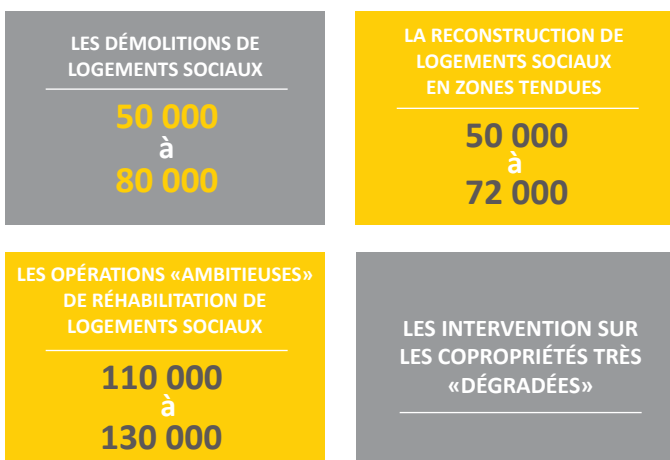 LES DÉMOLITIONS DE
LOGEMENTS SOCIAUX
50 000
à
80 000
LA RECONSTRUCTION DE
LOGEMENTS SOCIAUX
EN ZONES TENDUES
50 000
à
72 000
LES OPÉRATIONS «AMBITIEUSES»
DE RÉHABILITATION DE
LOGEMENTS SOCIAUX
110 000
à
130 000
LES INTERVENTION SUR
LES COPROPRIÉTÉS TRÈS
«DÉGRADÉES»